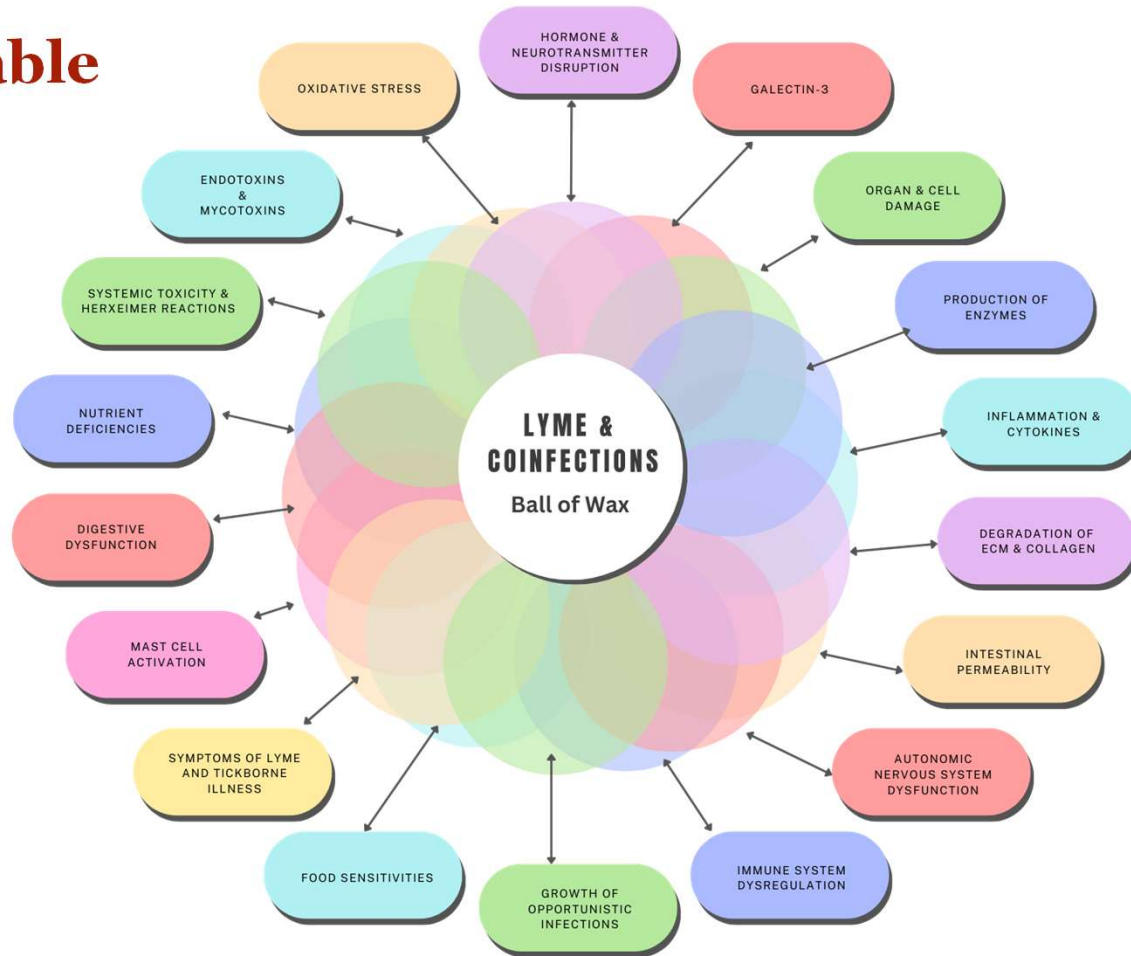 able
HORMONE &
NEUROTRANSMITTER
DISRUPTION
GALECTIN-3
ORGAN & CELL
DAMAGE
PRODUCTION OF
ENZYMES
INFLAMMATION &
CYTOKINES
DEGRADATION OF
ECM & COLLAGEN
INTESTINAL
PERMEABILITY
AUTONOMIC
NERVOUS SYSTEM
DYSFUNCTION
IMMUNE SYSTEM
DYSREGULATION
GROWTH OF
OPPORTUNISTIC
INFECTIONS
FOOD SENSITIVITIES
SYMPTOMS OF LYME
AND TICKBORNE
ILLNESS
MAST CELL
ACTIVATION
DIGESTIVE
DYSFUNCTION
NUTRIENT
DEFICIENCIES
SYSTEMIC TOXICITY &
HERXEIMER REACTIONS
ENDOTOXINS
&
MYCOTOXINS
OXIDATIVE STRESS
LYME &
COINFECTIONS
Ball of Wax